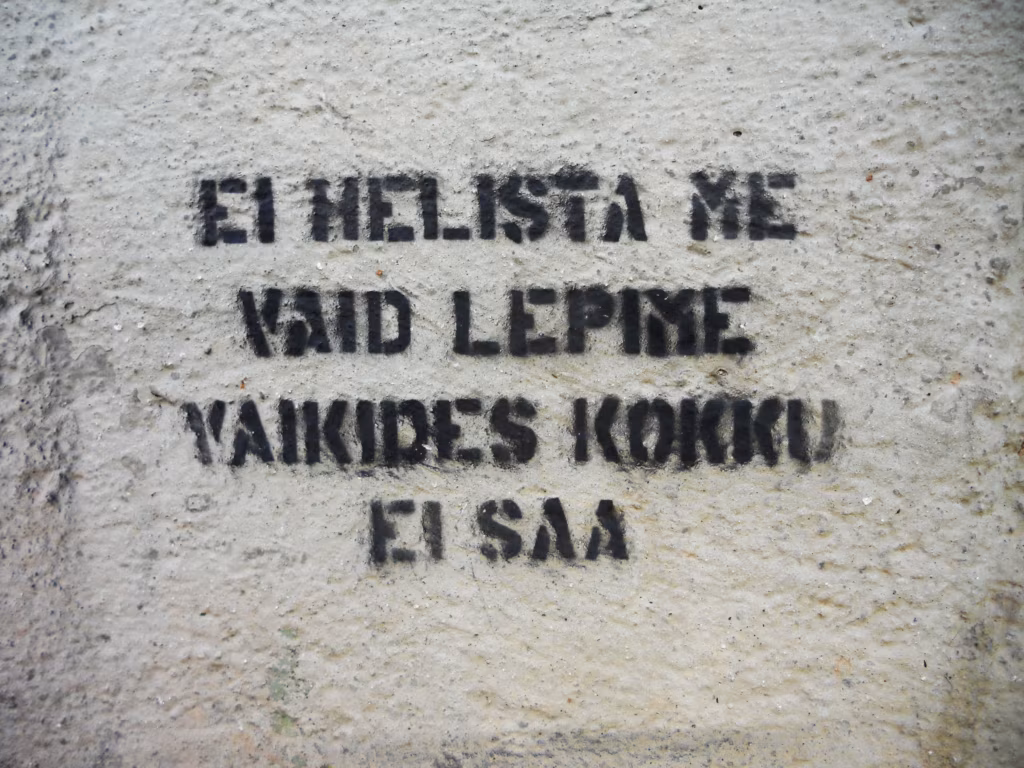 EI HELISTA ME
VAID LEPIME
VAIKIDES KOKKU
EI SAA